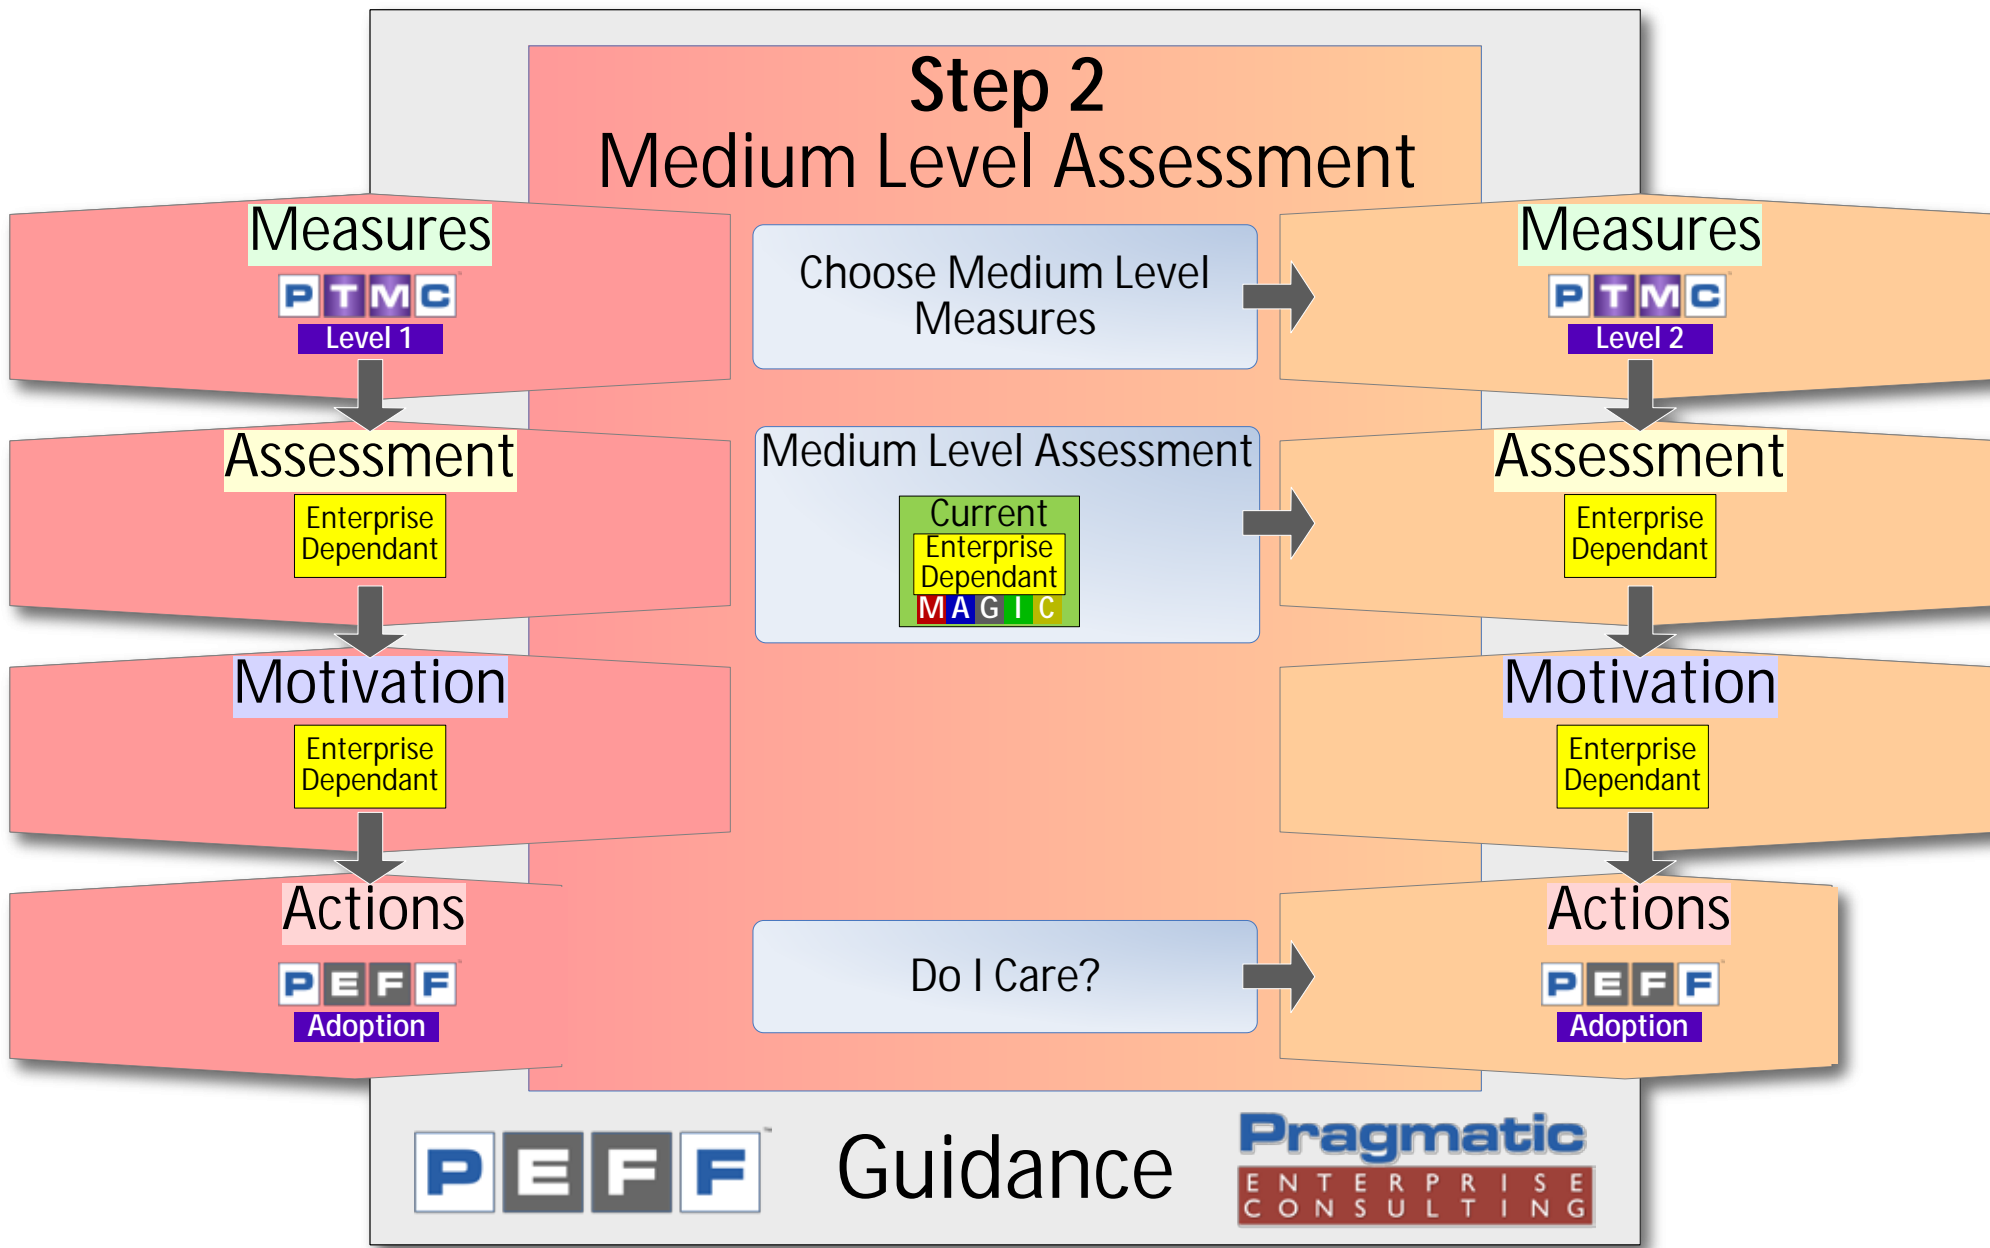 Step 2
Medium Level Assessment
Measures
PTMC
Level 1
Assessment
Enterprise
Dependant
Motivation
Enterprise
Dependant
Actions
PEFF
Adoption
Choose Medium Level
Measures
Medium Level Assessment
Current
Enterprise
Dependant
MAGIC
Do I Care?
Measures
PTMC
Level 2
Assessment
Enterprise
Dependant
Motivation
Enterprise
Dependant
Actions
PEFF
Adoption
PEFF™
Guidance
Pragmatic
ENTERPRISE
CONSULTING